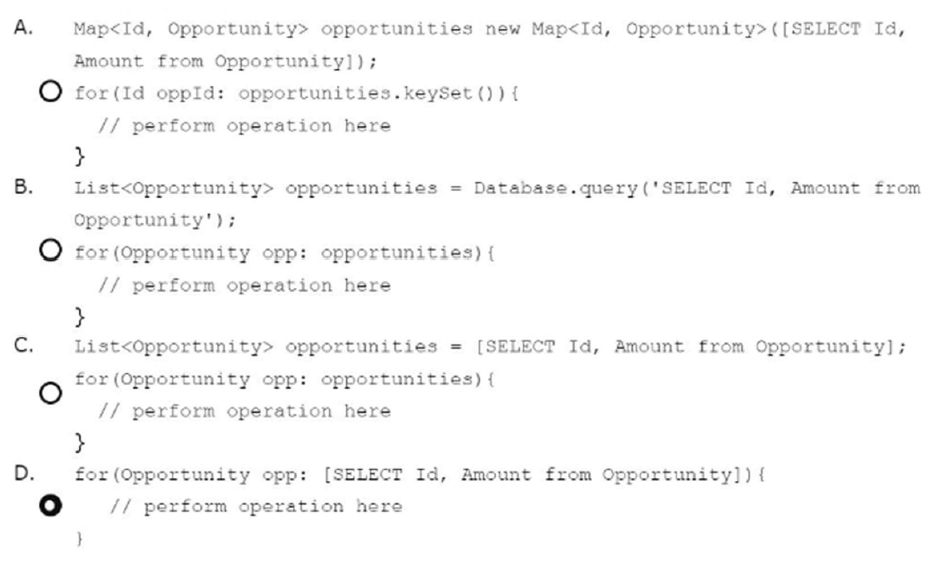 A. Map<Id, Opportunity> opportunities new Map<Id, Opportunity>([SELECT Id,
Amount from Opportunity]);
for(Id oppId: opportunities.keySet()){
// perform operation here
}
B. List<Opportunity> opportunities = Database.query('SELECT Id, Amount from
Opportunity');
for(Opportunity opp: opportunities){
// perform operation here
}
C. List<Opportunity> opportunities = [SELECT Id, Amount from Opportunity];
for(Opportunity opp: opportunities){
// perform operation here
}
D. for(Opportunity opp: [SELECT Id, Amount from Opportunity]){
// perform operation here
}